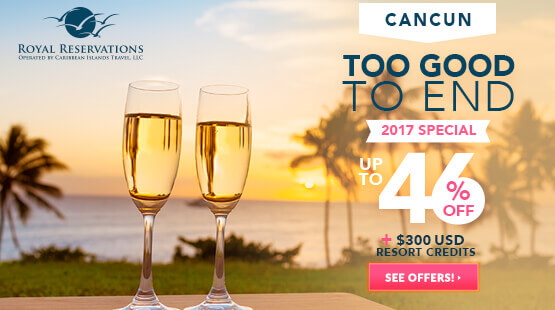 ROYAL RESERVATIONS
OPERATED BY CARIBBEAN ISLANDS TRAVEL, LLC
CANCUN
TOO GOOD
TO END
2017 SPECIAL
UP TO 46% OFF
+ $300 USD
RESORT CREDITS
SEE OFFERS! ›